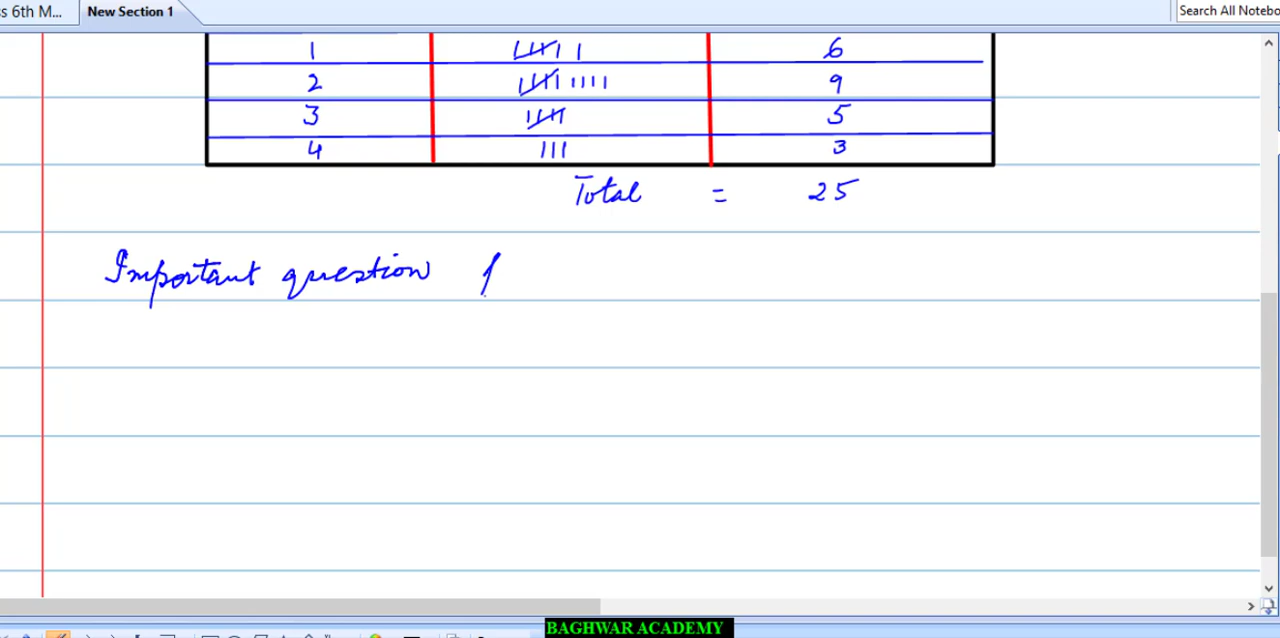 s 6th M... New Section 1 Search All Notebo
1 6
2 9
3 5
4 3
Total = 25
Important question
BAGHWAR ACADEMY